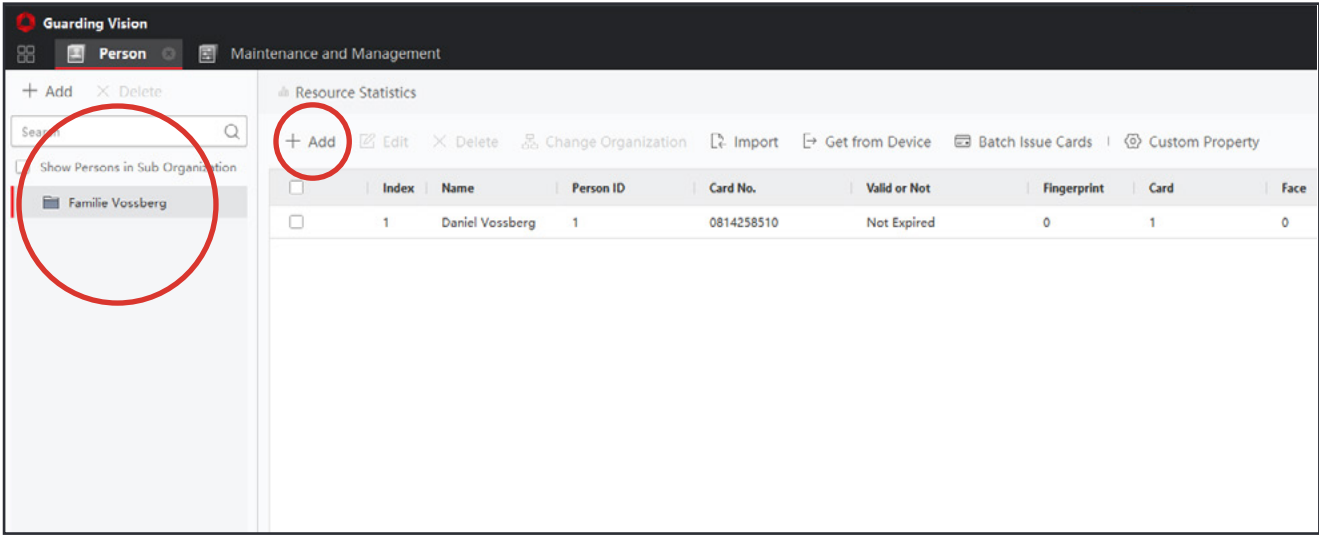 Guarding Vision
Person Maintenance and Management
Add Delete
Search
Show Persons in Sub Organization
Familie Vossberg
Resource Statistics
Add Edit Delete Change Organization Import Get from Device Batch Issue Cards Custom Property
Index Name Person ID Card No. Valid or Not Fingerprint Card Face
1 Daniel Vossberg 1 0814258510 Not Expired 0 1 0